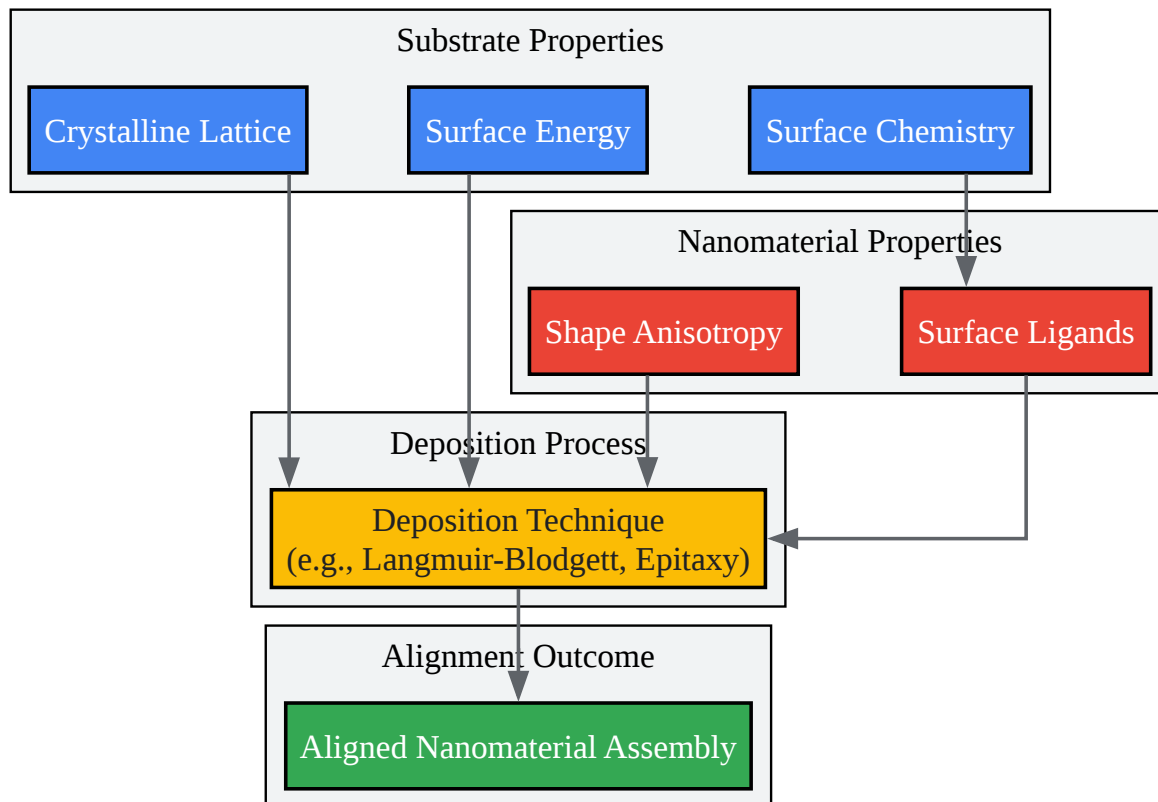 Substrate Properties
Crystalline Lattice
Surface Energy
Surface Chemistry
Nanomaterial Properties
Shape Anisotropy
Surface Ligands
Deposition Process
Deposition Technique
(e.g., Langmuir-Blodgett, Epitaxy)
Alignment Outcome
Aligned Nanomaterial Assembly